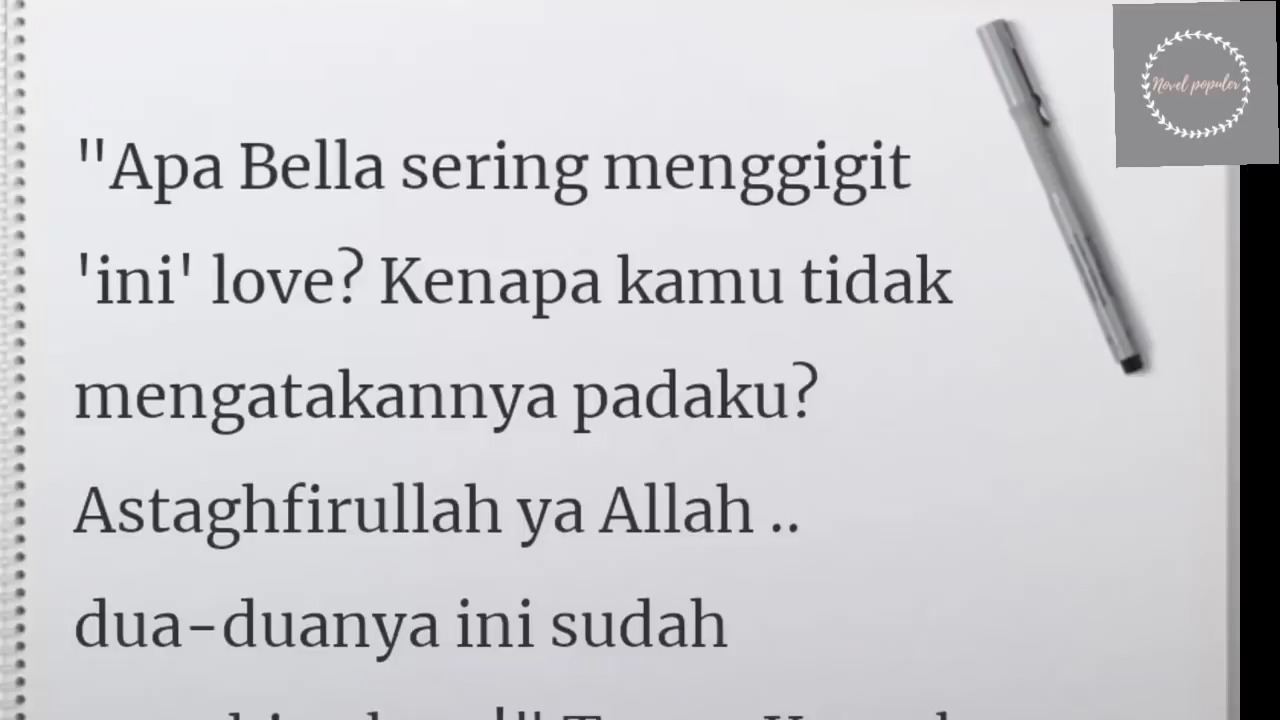 Novel populer
"Apa Bella sering menggigit
'ini' love? Kenapa kamu tidak
mengatakannya padaku?
Astaghfirullah ya Allah ..
dua-duanya ini sudah